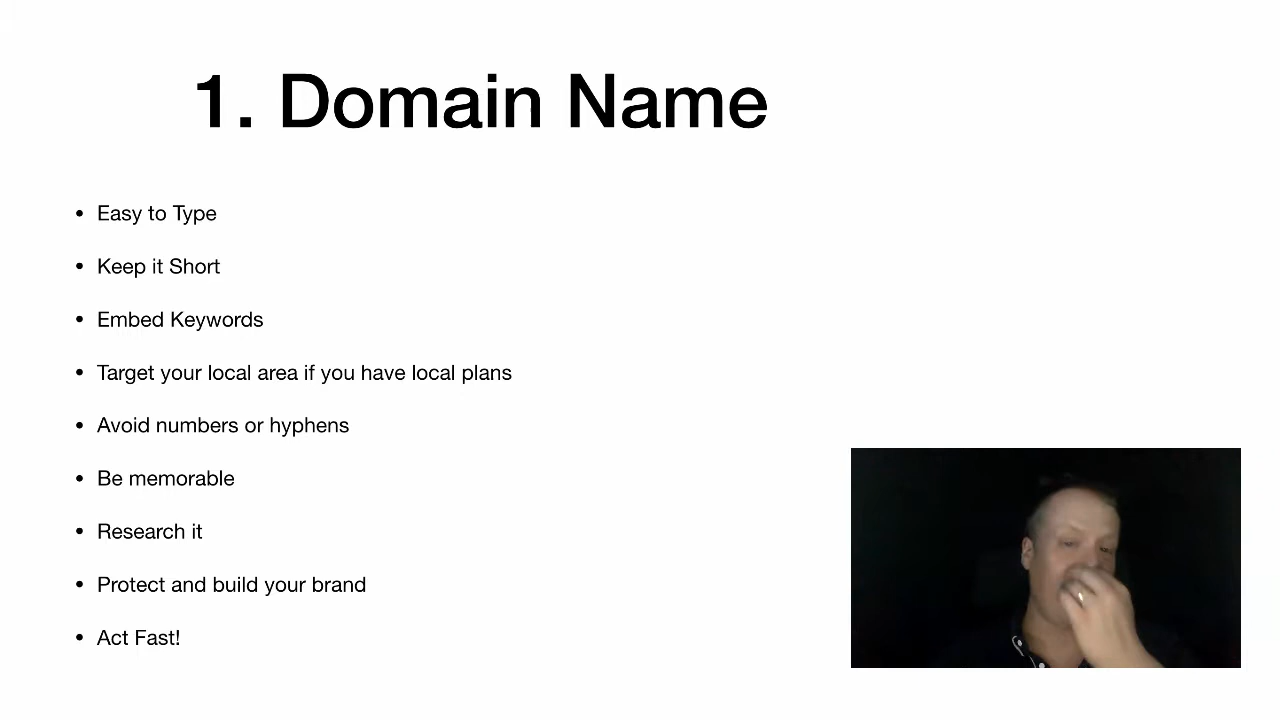 1. Domain Name
• Easy to Type
• Keep it Short
• Embed Keywords
• Target your local area if you have local plans
• Avoid numbers or hyphens
• Be memorable
• Research it
• Protect and build your brand
• Act Fast!